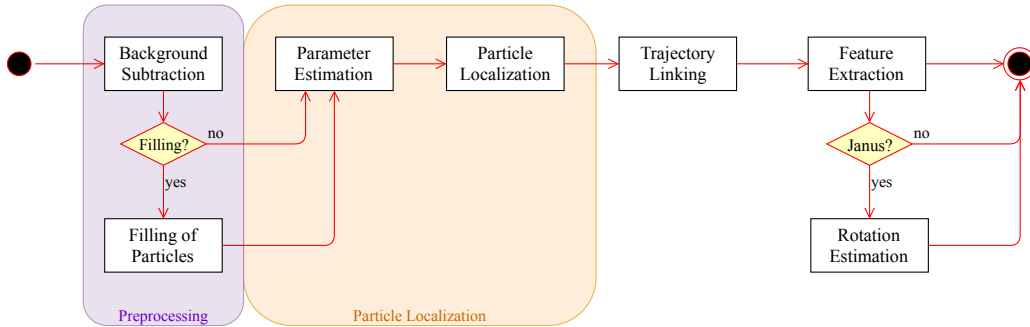 Background
Subtraction
Parameter
Estimation
Particle
Localization
Trajectory
Linking
Feature
Extraction
Filling?
no
yes
Janus?
no
yes
Filling of
Particles
Rotation
Estimation
Preprocessing
Particle Localization